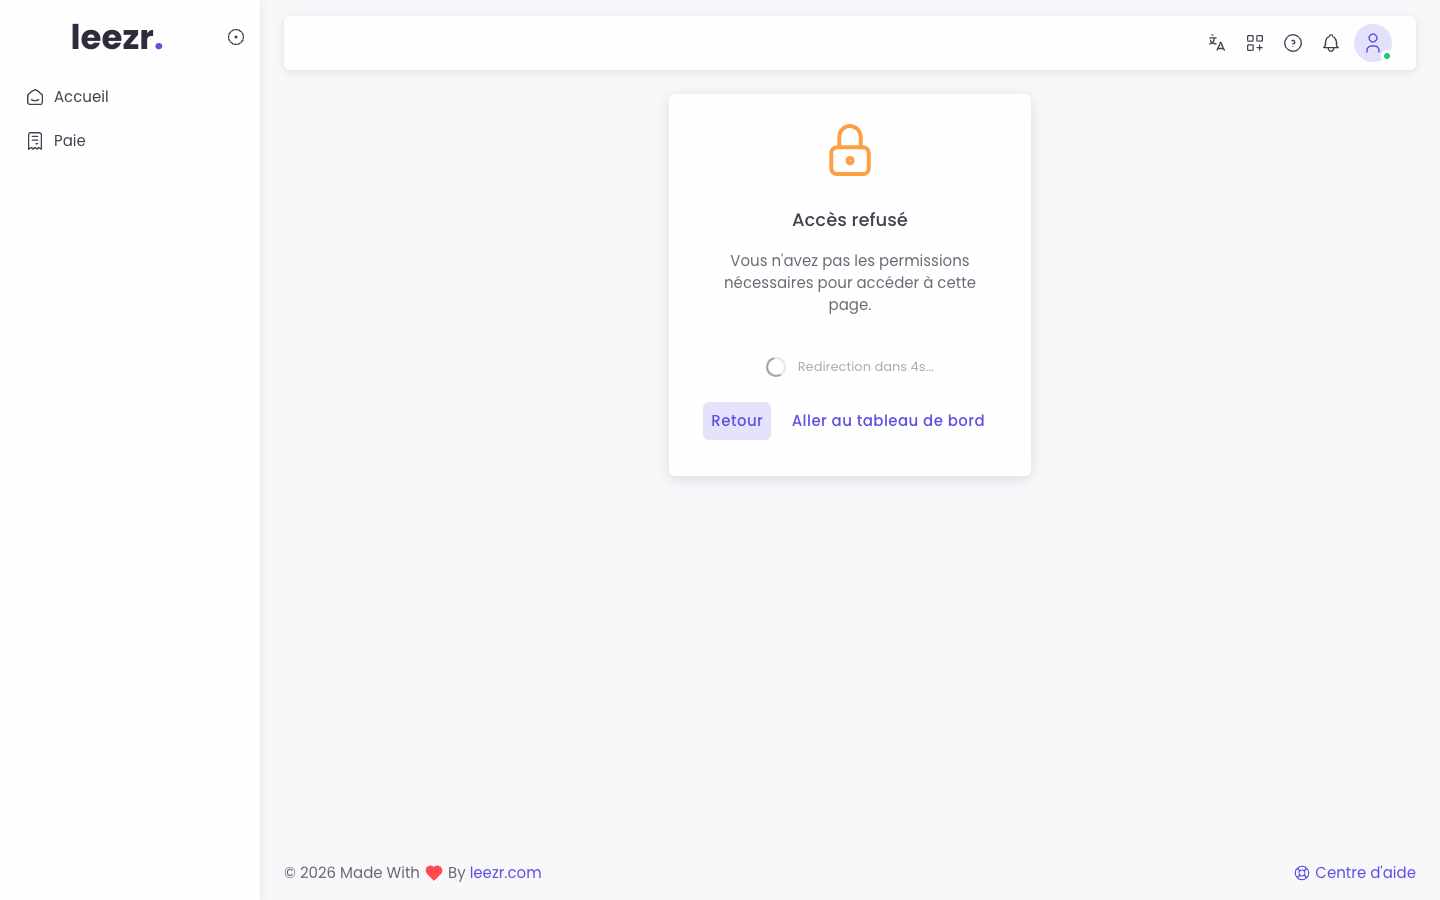 leezr.
Accueil
Paie
Accès refusé
Vous n'avez pas les permissions
nécessaires pour accéder à cette
page.
Redirection dans 4s...
Retour
Aller au tableau de bord
© 2026 Made With ❤ By leezr.com
Centre d'aide